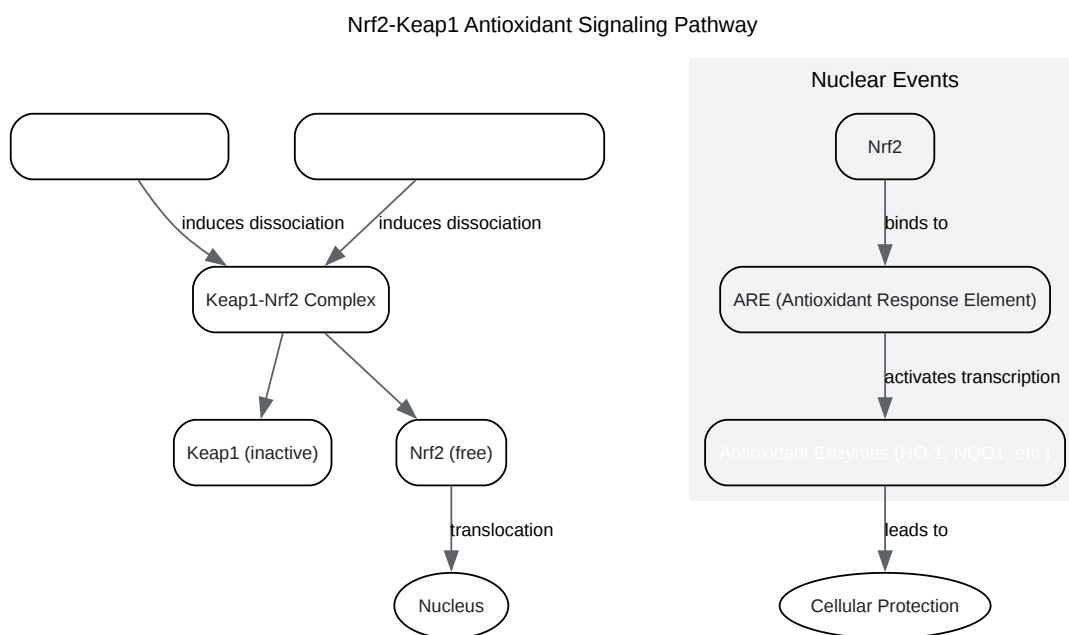 Nrf2-Keap1 Antioxidant Signaling Pathway
Nuclear Events
Nrf2
induces dissociation
induces dissociation
binds to
Keap1-Nrf2 Complex
ARE (Antioxidant Response Element)
activates transcription
Keap1 (inactive)
Nrf2 (free)
Antioxidant Enzymes (HO-1, NQO1, etc.)
translocation
leads to
Nucleus
Cellular Protection